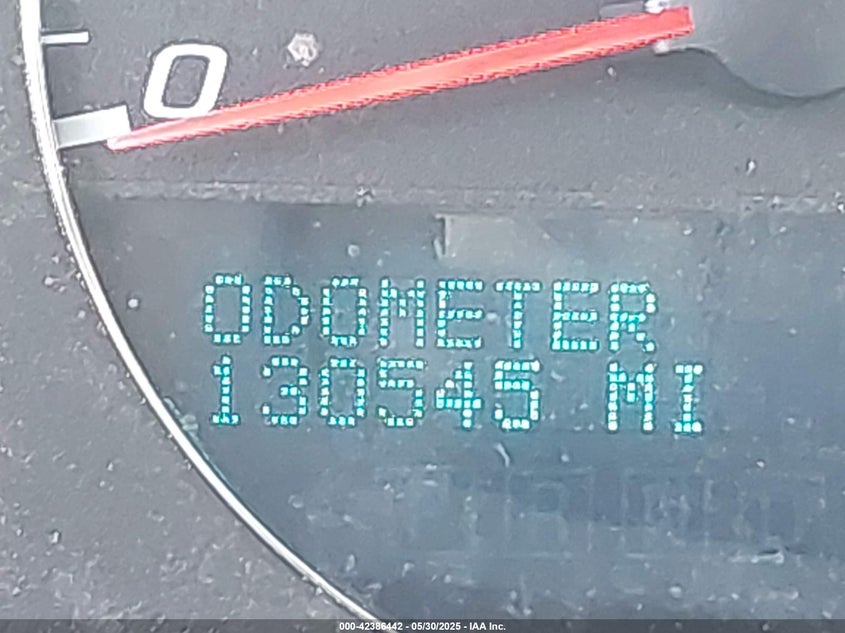 0
ODOMETER
130545 MI
000-42386442 - 05/30/2025 - IAA Inc.